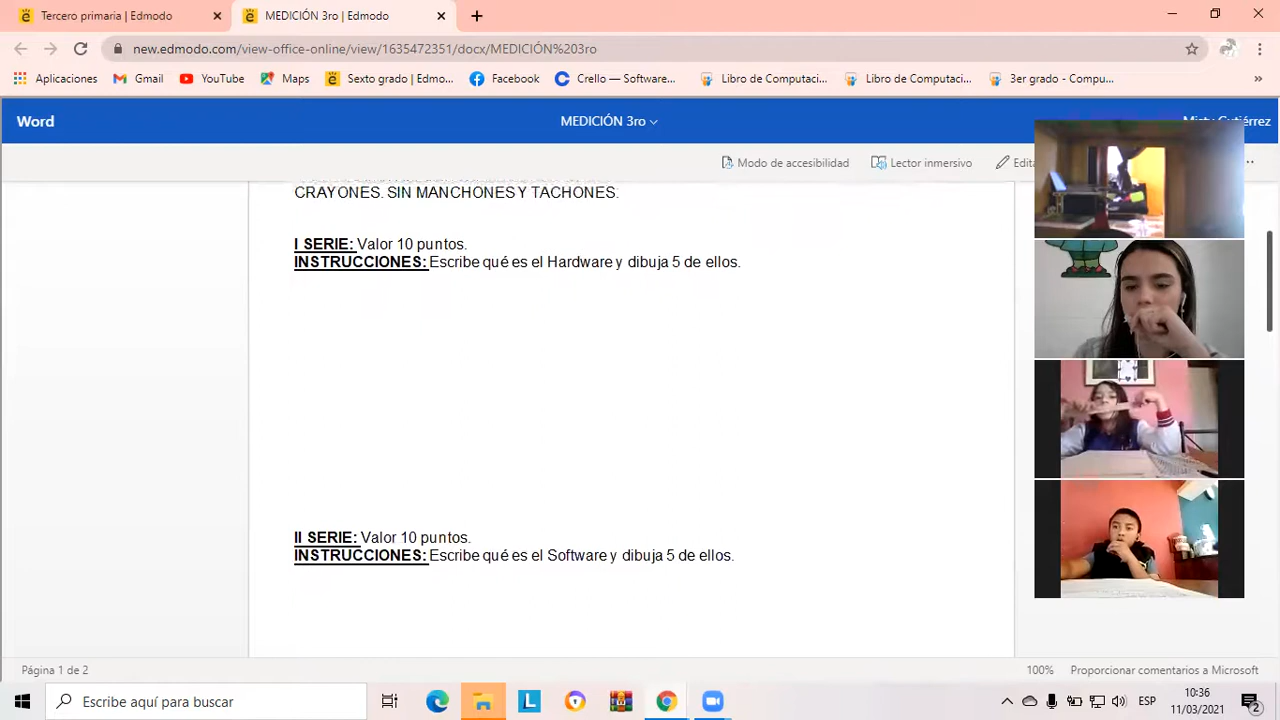 Tercero primaria | Edmodo
MEDICIÓN 3ro | Edmodo
new.edmodo.com/view-office-online/view/1635472351/docx/MEDICIÓN%203ro
Aplicaciones Gmail YouTube Maps Sexto grado | Edmo... Facebook Crello — Software... Libro de Computaci... Libro de Computaci... 3er grado - Compu... »
Word MEDICIÓN 3ro Misty Gutiérrez
Modo de accesibilidad Lector inmersivo Edita
CRAYONES. SIN MANCHONES Y TACHONES:
I SERIE: Valor 10 puntos.
INSTRUCCIONES: Escribe qué es el Hardware y dibuja 5 de ellos.
II SERIE: Valor 10 puntos.
INSTRUCCIONES: Escribe qué es el Software y dibuja 5 de ellos.
Página 1 de 2 100% Proporcionar comentarios a Microsoft
Escribe aquí para buscar
L
ESP
10:36
11/03/2021
2